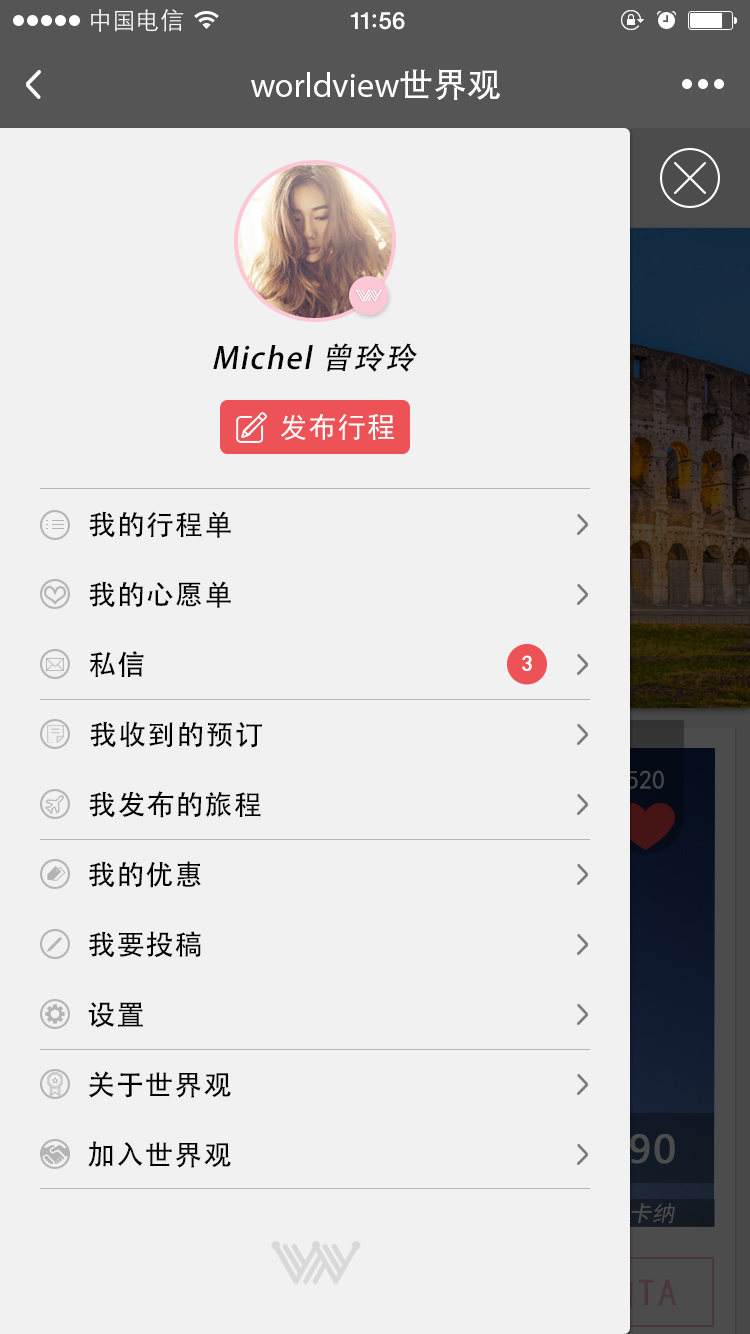 中国电信
11:56
worldview世界观
Michel 曾玲玲
发布行程
我的行程单
我的心愿单
私信
3
我收到的预订
我发布的旅程
520
我的优惠
我要投稿
设置
关于世界观
加入世界观
90
卡纳
TA